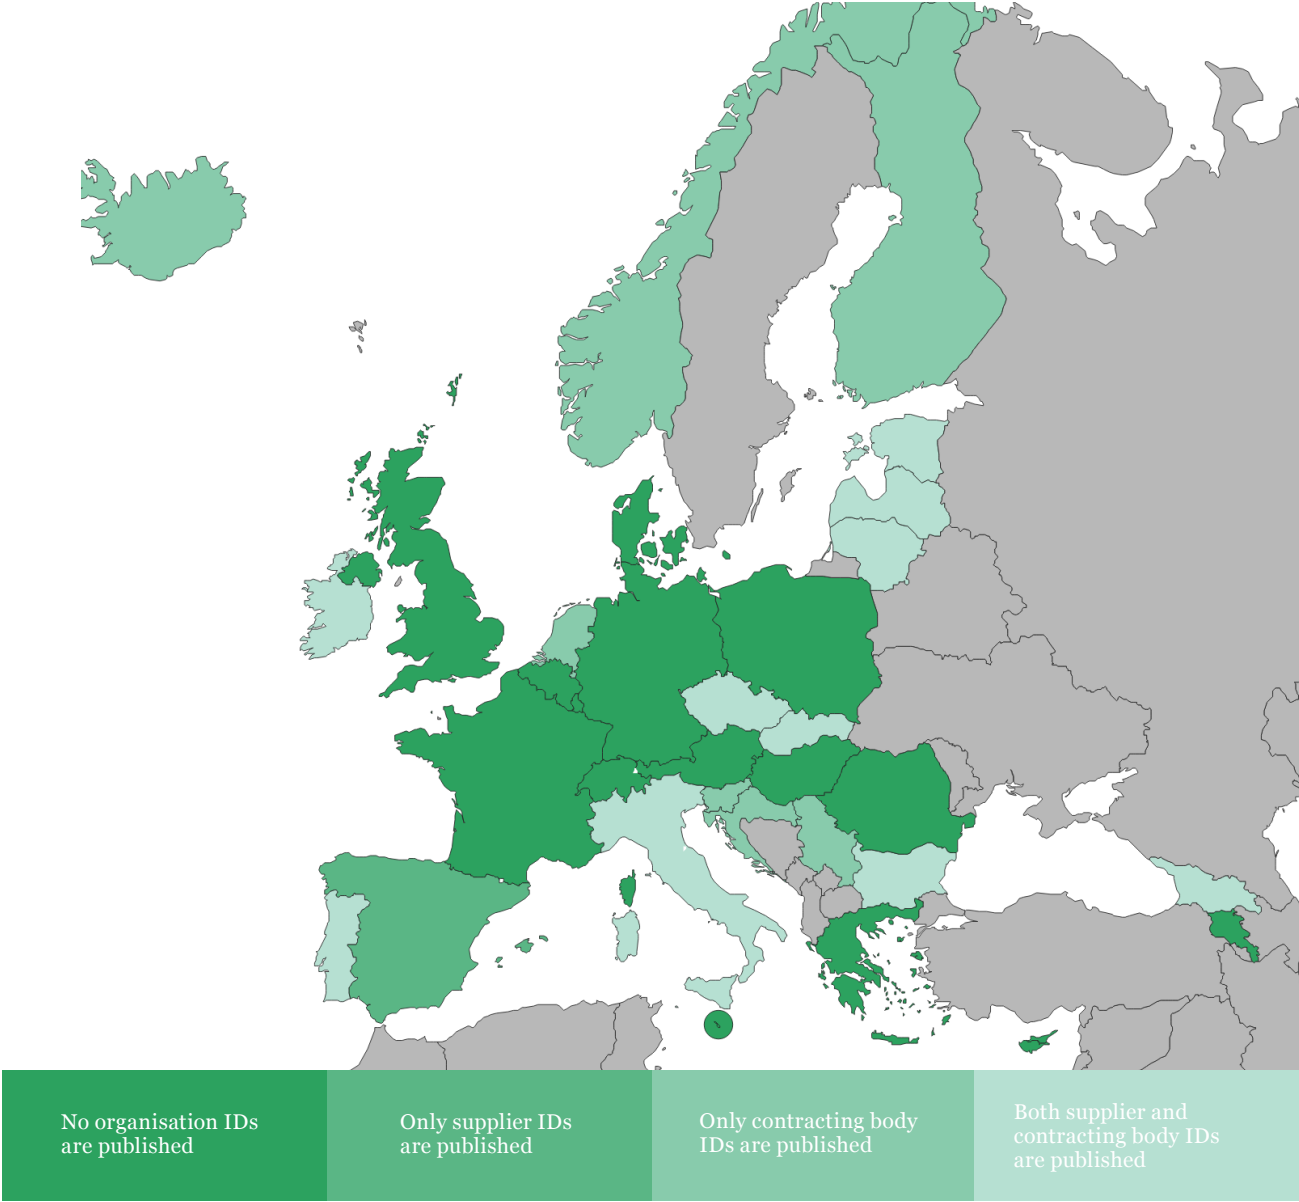 No organisation IDs
are published
Only supplier IDs
are published
Only contracting body
IDs are published
Both supplier and
contracting body IDs
are published